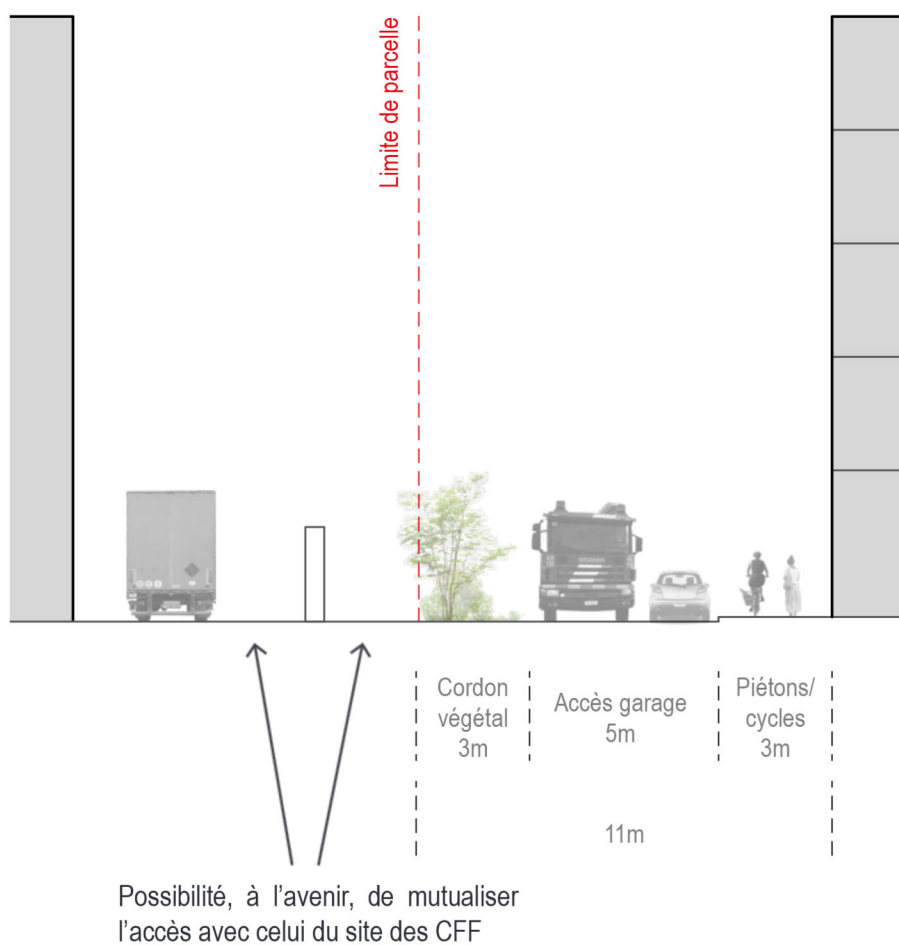 Limite de parcelle
Cordon
végétal
3m
Accès garage
5m
Piétons/
cycles
3m
11m
Possibilité, à l’avenir, de mutualiser
l’accès avec celui du site des CFF